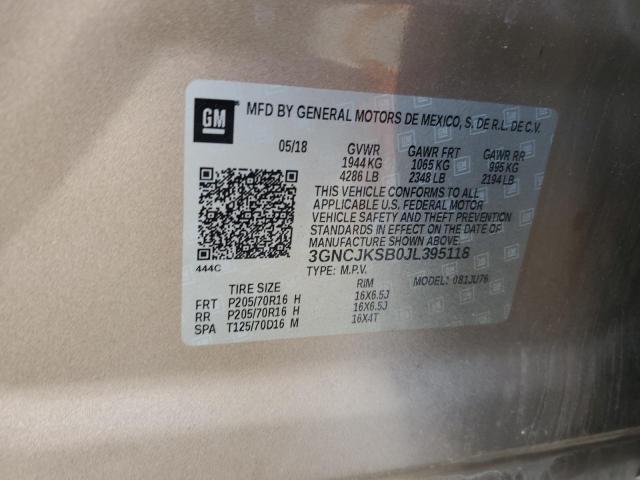 GM
MFD BY GENERAL MOTORS DE MEXICO, S. DE R.L. DE C.V.
05/18 GVWR GAWR FRT GAWR RR
1944 KG 1065 KG 995 KG
4286 LB 2348 LB 2194 LB
THIS VEHICLE CONFORMS TO ALL
APPLICABLE U.S. FEDERAL MOTOR
VEHICLE SAFETY AND THEFT PREVENTION
STANDARDS IN EFFECT ON THE DATE OF
MANUFACTURE SHOWN ABOVE.
444C 3GNCJKSB0JL395116
TYPE: M.P.V. MODEL: 081JU76
TIRE SIZE RIM
FRT P205/70R16 H 16X6.5J
RR P205/70R16 H 16X6.5J
SPA T125/70D16 M 16X4T